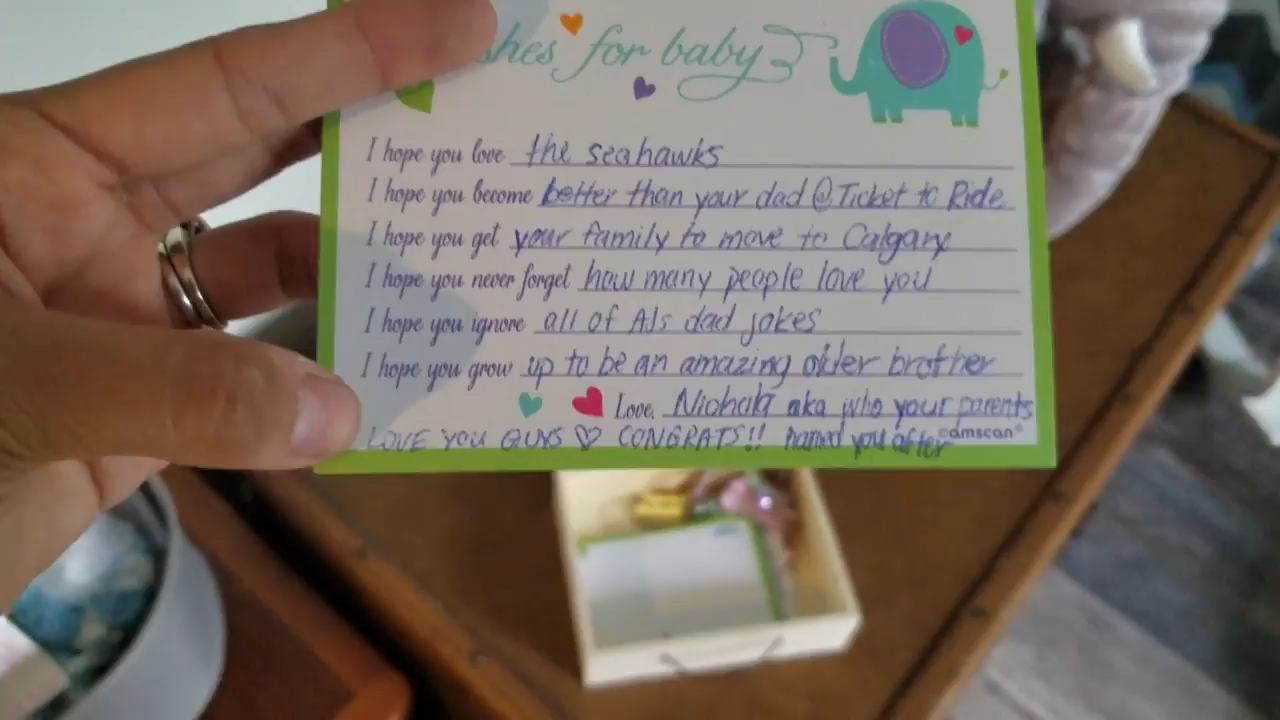 shes for baby
I hope you love the seahawks
I hope you become better than your dad @ Ticket to Ride
I hope you get your family to move to Calgary
I hope you never forget how many people love you
I hope you ignore all of AJs dad jokes
I hope you grow up to be an amazing older brother
Love, aka who your parents
LOVE YOU GUYS ♡ CONGRATS!! named you after
©amscan®